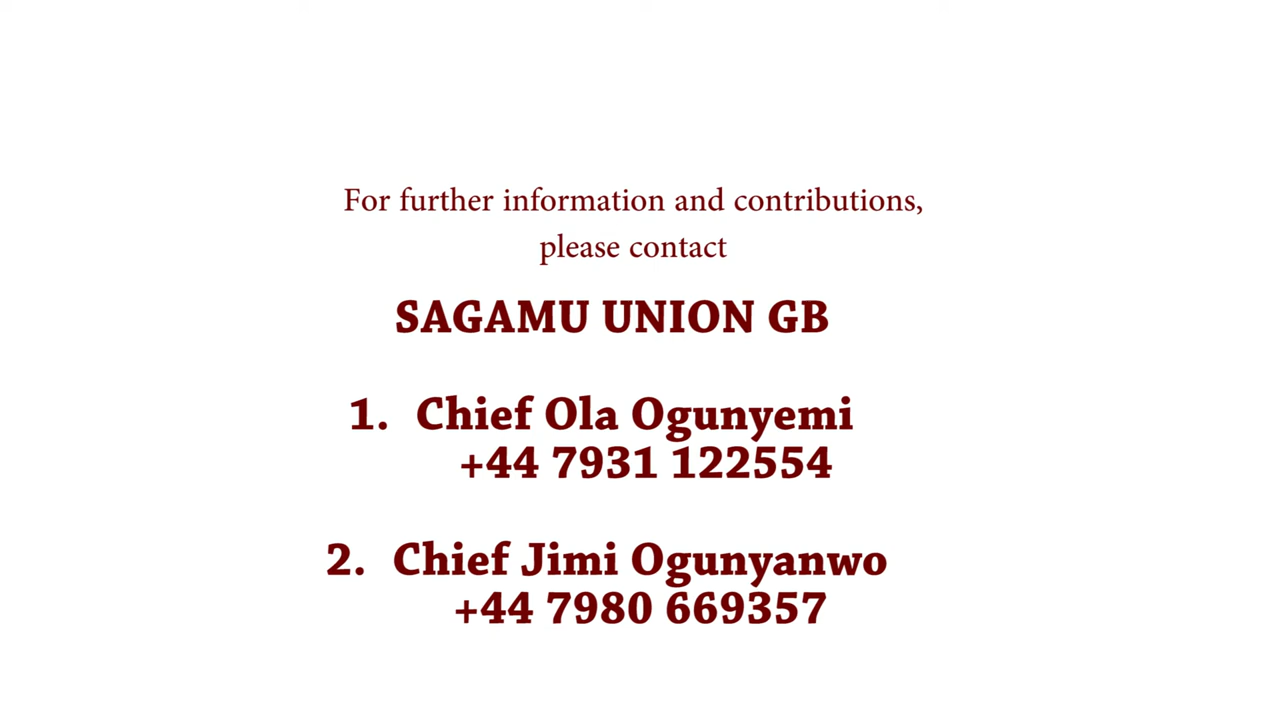 For further information and contributions,
please contact
SAGAMU UNION GB
1. Chief Ola Ogunyemi
+44 7931 122554
2. Chief Jimi Ogunyanwo
+44 7980 669357